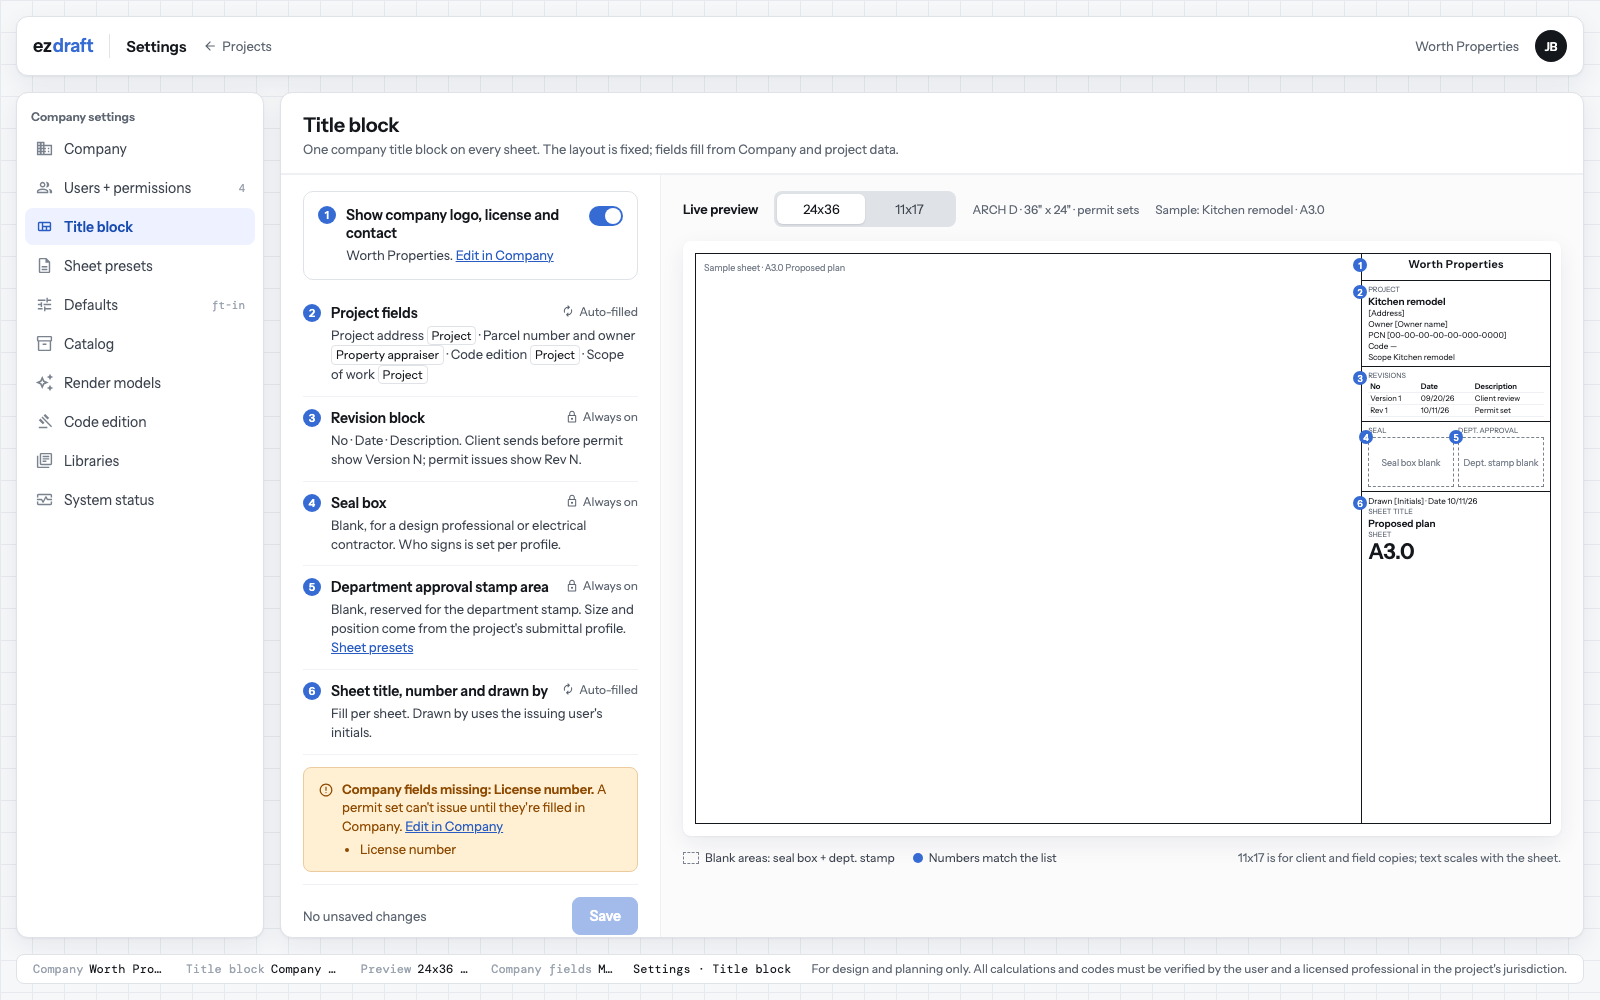 ezdraft
Settings
Projects
Worth Properties
JB
Company settings
Company
Users + permissions 4
Title block
Sheet presets
Defaults ft-in
Catalog
Render models
Code edition
Libraries
System status
Title block
One company title block on every sheet. The layout is fixed; fields fill from Company and project data.
1 Show company logo, license and
contact
Worth Properties. Edit in Company
2 Project fields Auto-filled
Project address Project · Parcel number and owner
Property appraiser · Code edition Project · Scope
of work Project
3 Revision block Always on
No · Date · Description. Client sends before permit
show Version N; permit issues show Rev N.
4 Seal box Always on
Blank, for a design professional or electrical
contractor. Who signs is set per profile.
5 Department approval stamp area Always on
Blank, reserved for the department stamp. Size and
position come from the project's submittal profile.
Sheet presets
6 Sheet title, number and drawn by Auto-filled
Fill per sheet. Drawn by uses the issuing user's
initials.
Company fields missing: License number. A
permit set can't issue until they're filled in
Company. Edit in Company
• License number
No unsaved changes
Save
Live preview
24x36
11x17
ARCH D · 36" x 24" · permit sets
Sample: Kitchen remodel · A3.0
Sample sheet · A3.0 Proposed plan
1
Worth Properties
2
PROJECT
Kitchen remodel
[Address]
Owner [Owner name]
PCN [00-00-00-00-00-000-0000]
Code —
Scope Kitchen remodel
3
REVISIONS
No Date Description
Version 1 09/20/26 Client review
Rev 1 10/11/26 Permit set
4
SEAL
5
DEPT. APPROVAL
Seal box blank
Dept. stamp blank
6
Drawn [Initials] · Date 10/11/26
SHEET TITLE
Proposed plan
SHEET
A3.0
Blank areas: seal box + dept. stamp
Numbers match the list
11x17 is for client and field copies; text scales with the sheet.
Company Worth Pro…
Title block Company …
Preview 24x36 …
Company fields M…
Settings · Title block
For design and planning only. All calculations and codes must be verified by the user and a licensed professional in the project's jurisdiction.